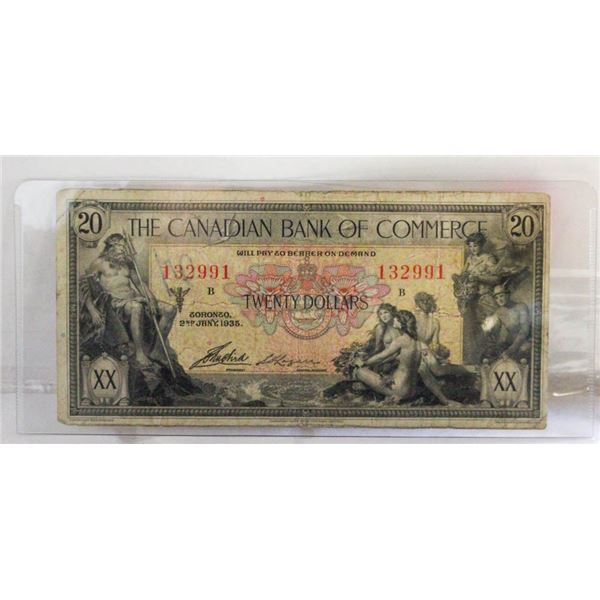 20 THE CANADIAN BANK OF COMMERCE 20
WILL PAY TO BEARER ON DEMAND
132991 132991
B B
TWENTY DOLLARS
TORONTO,
2ND JANY. 1935.
XX XX